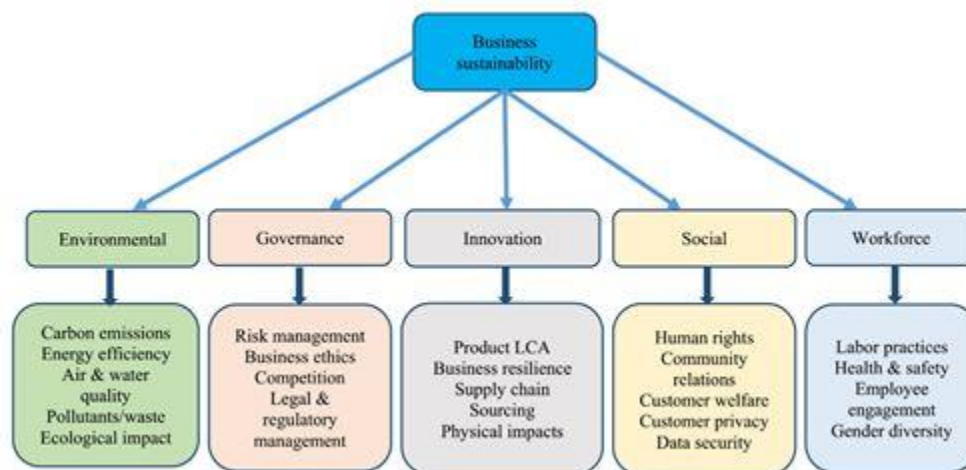 Business
sustainability
Environmental
Governance
Innovation
Social
Workforce
Carbon emissions
Energy efficiency
Air & water
quality
Pollutants/waste
Ecological impact
Risk management
Business ethics
Competition
Legal &
regulatory
management
Product LCA
Business resilience
Supply chain
Sourcing
Physical impacts
Human rights
Community
relations
Customer welfare
Customer privacy
Data security
Labor practices
Health & safety
Employee
engagement
Gender diversity